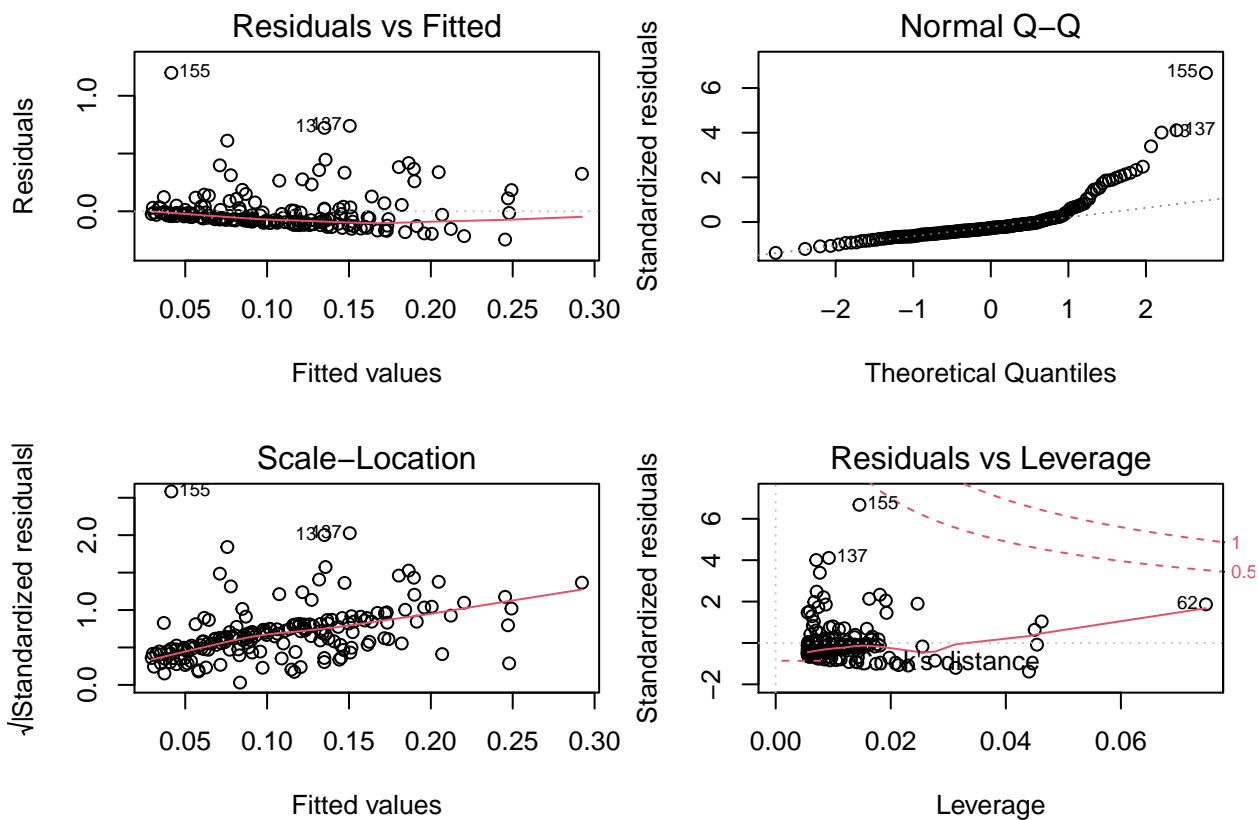 Residuals vs Fitted
Residuals
1.0
0.0
155
137
0.05 0.10 0.15 0.20 0.25 0.30
Fitted values
Normal Q−Q
Standardized residuals
6
4
2
0
155
137
−2 −1 0 1 2
Theoretical Quantiles
Scale−Location
√|Standardized residuals|
2.0
1.0
0.0
155
137
0.05 0.10 0.15 0.20 0.25 0.30
Fitted values
Residuals vs Leverage
Standardized residuals
6
4
2
0
−2
155
137
62
1
0.5
k's distance
0.00 0.02 0.04 0.06
Leverage